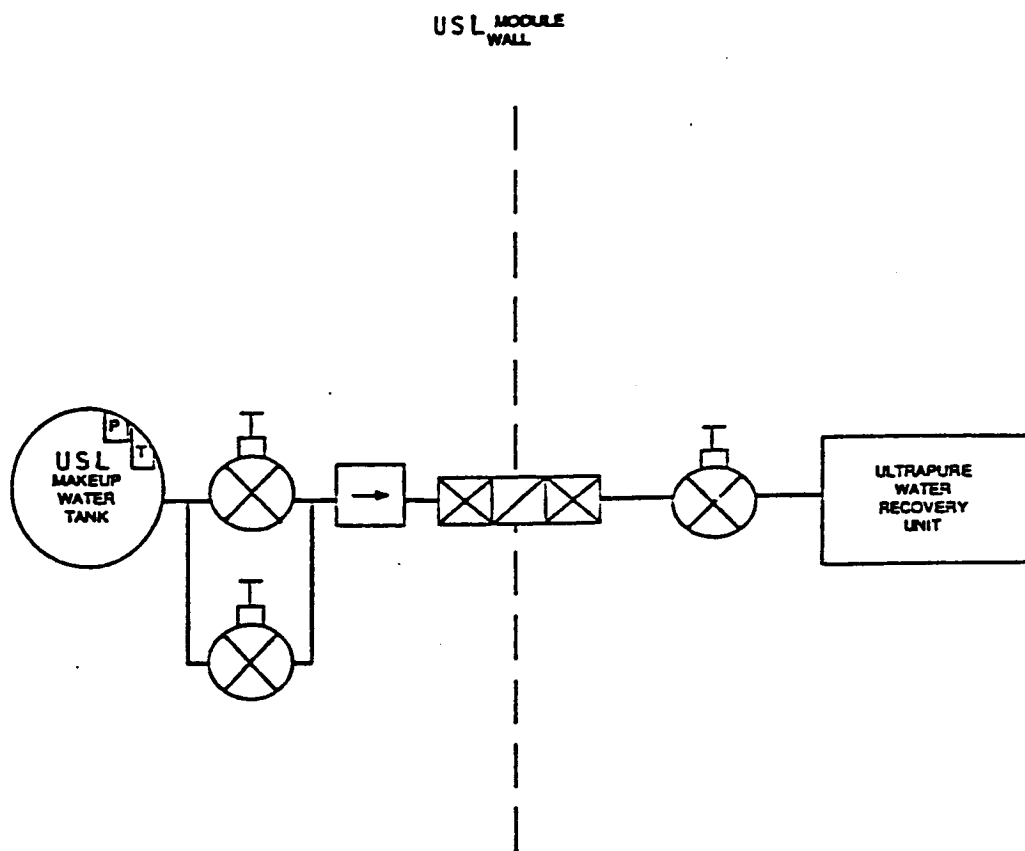 USL MODULE
WALL
P
T
USL
MAKEUP
WATER
TANK
ULTRAPURE
WATER
RECOVERY
UNIT